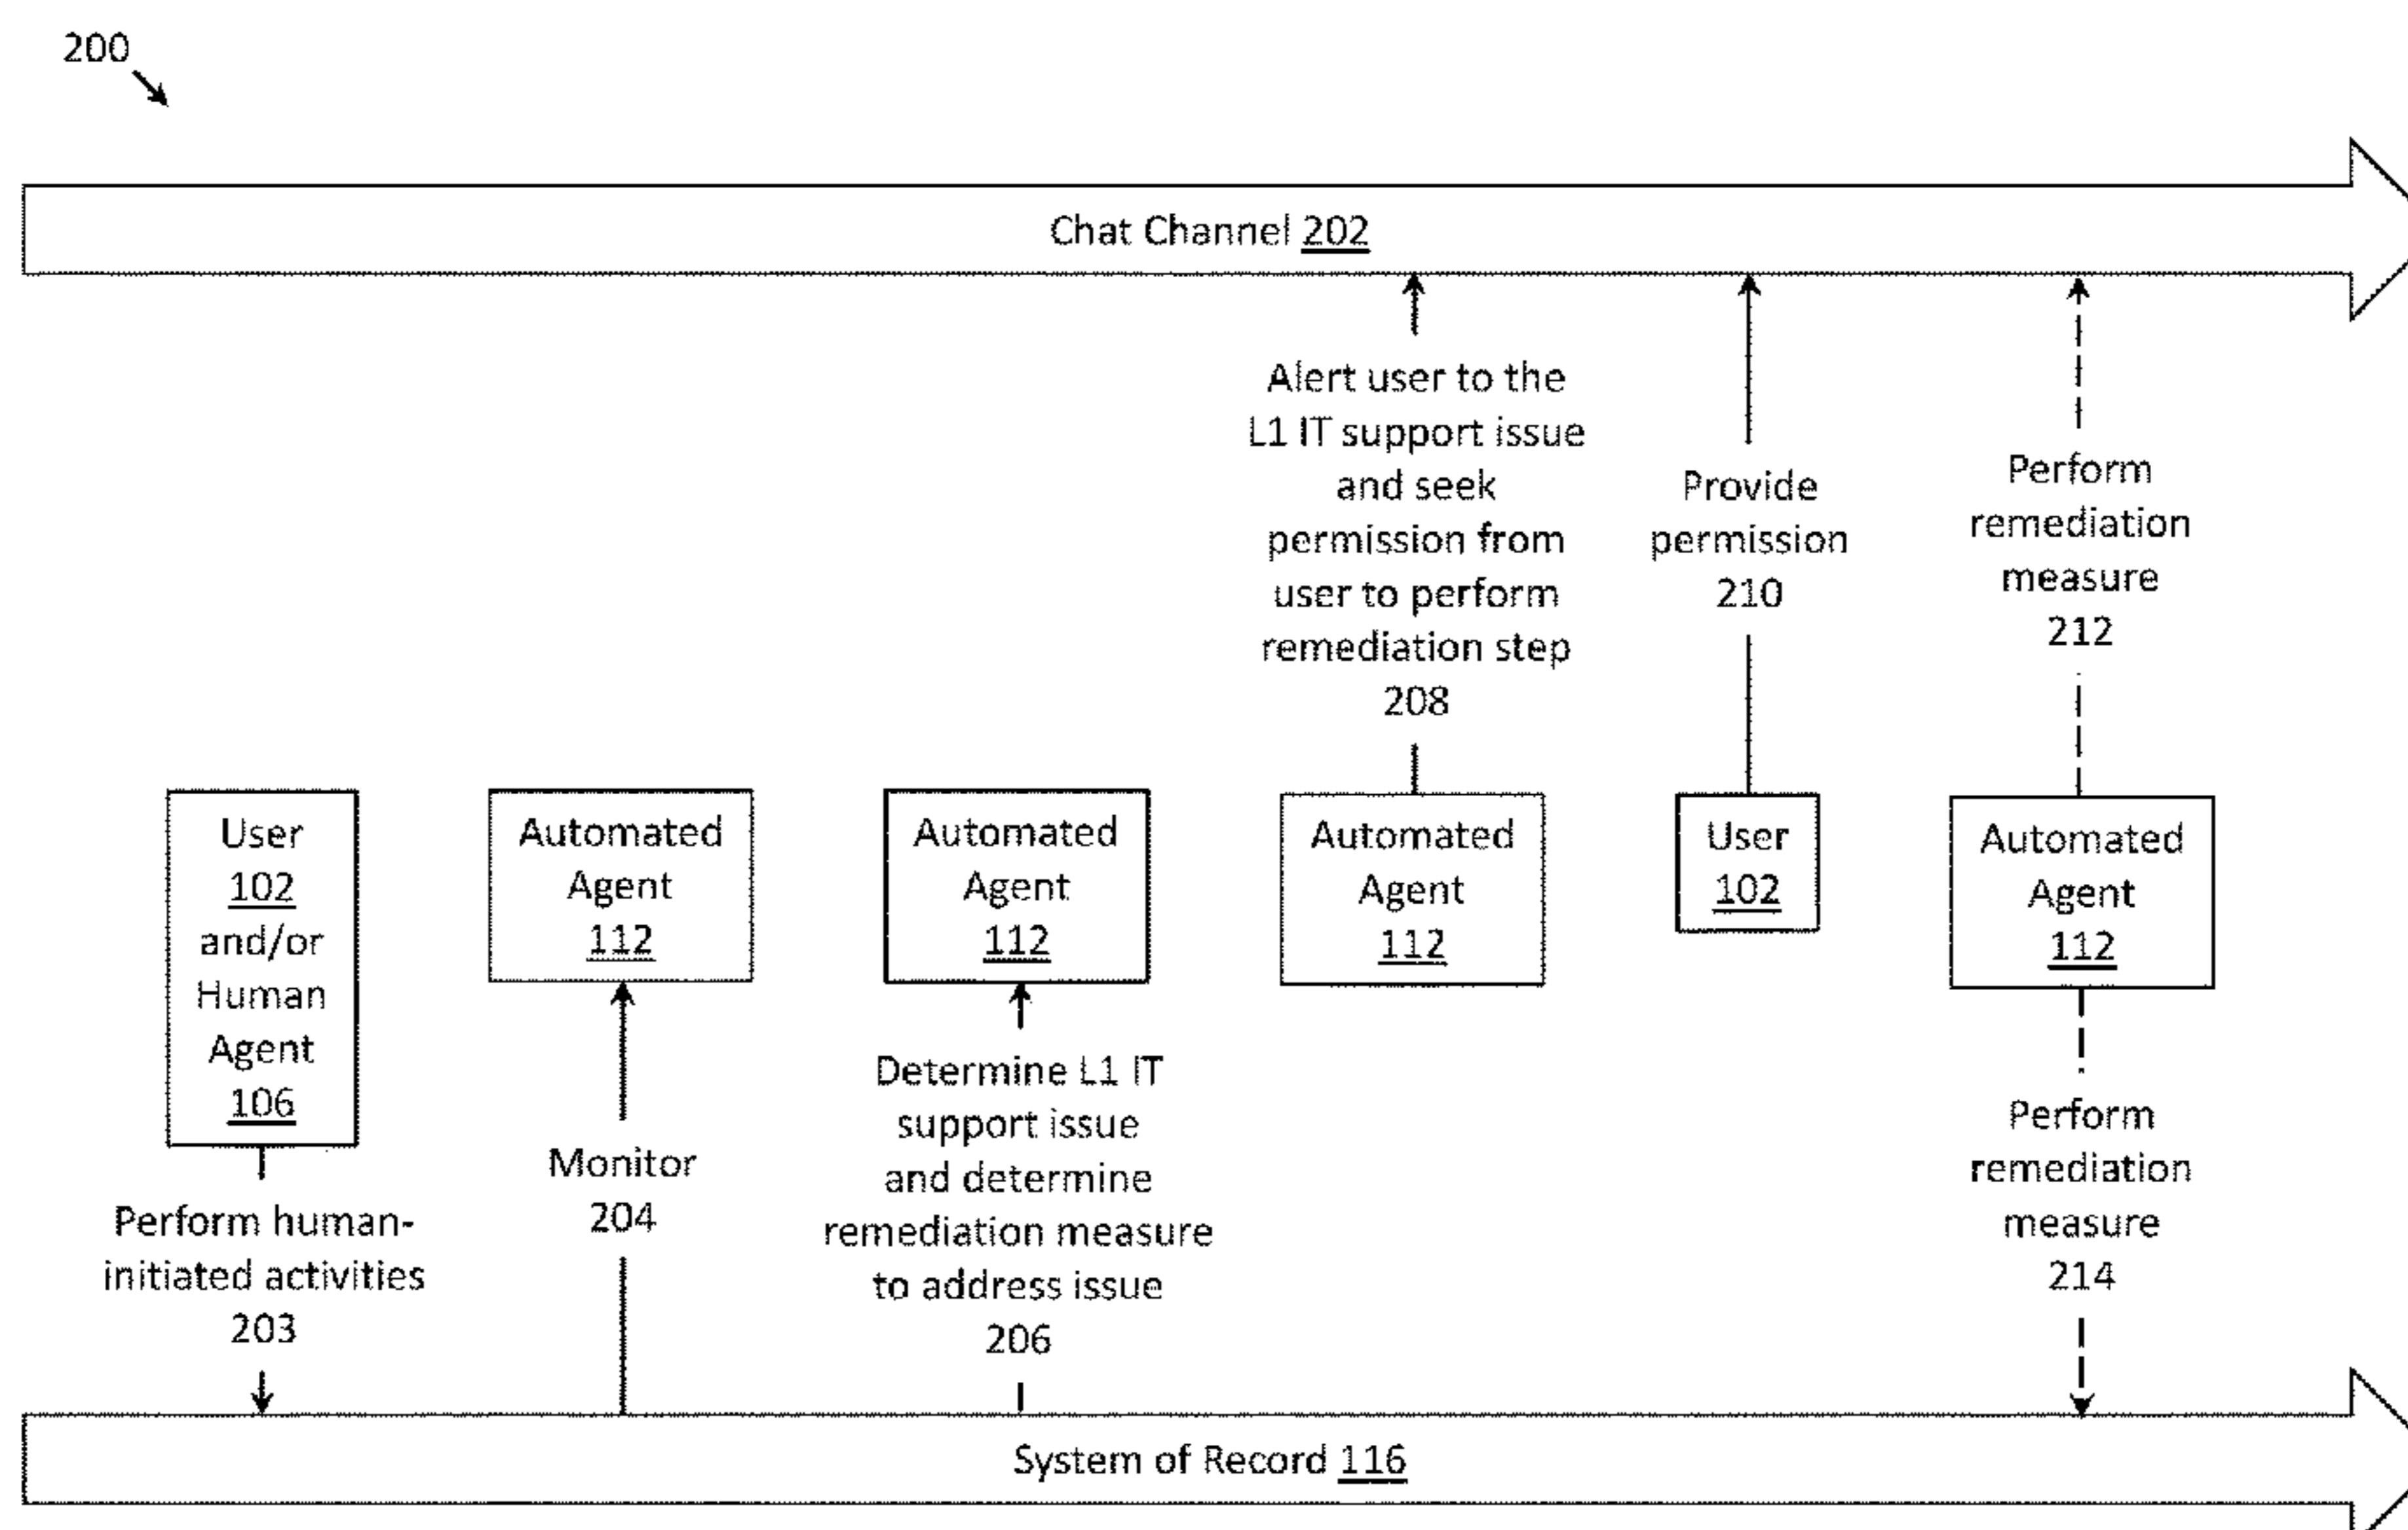 200
Chat Channel 202
Alert user to the
L1 IT support issue
and seek
permission from
user to perform
remediation step
208
Provide
permission
210
Perform
remediation
measure
212
User
102
and/or
Human
Agent
106
Automated
Agent
112
Automated
Agent
112
Automated
Agent
112
User
102
Automated
Agent
112
Perform human-
initiated activities
203
Monitor
204
Determine L1 IT
support issue
and determine
remediation measure
to address issue
206
Perform
remediation
measure
214
System of Record 116